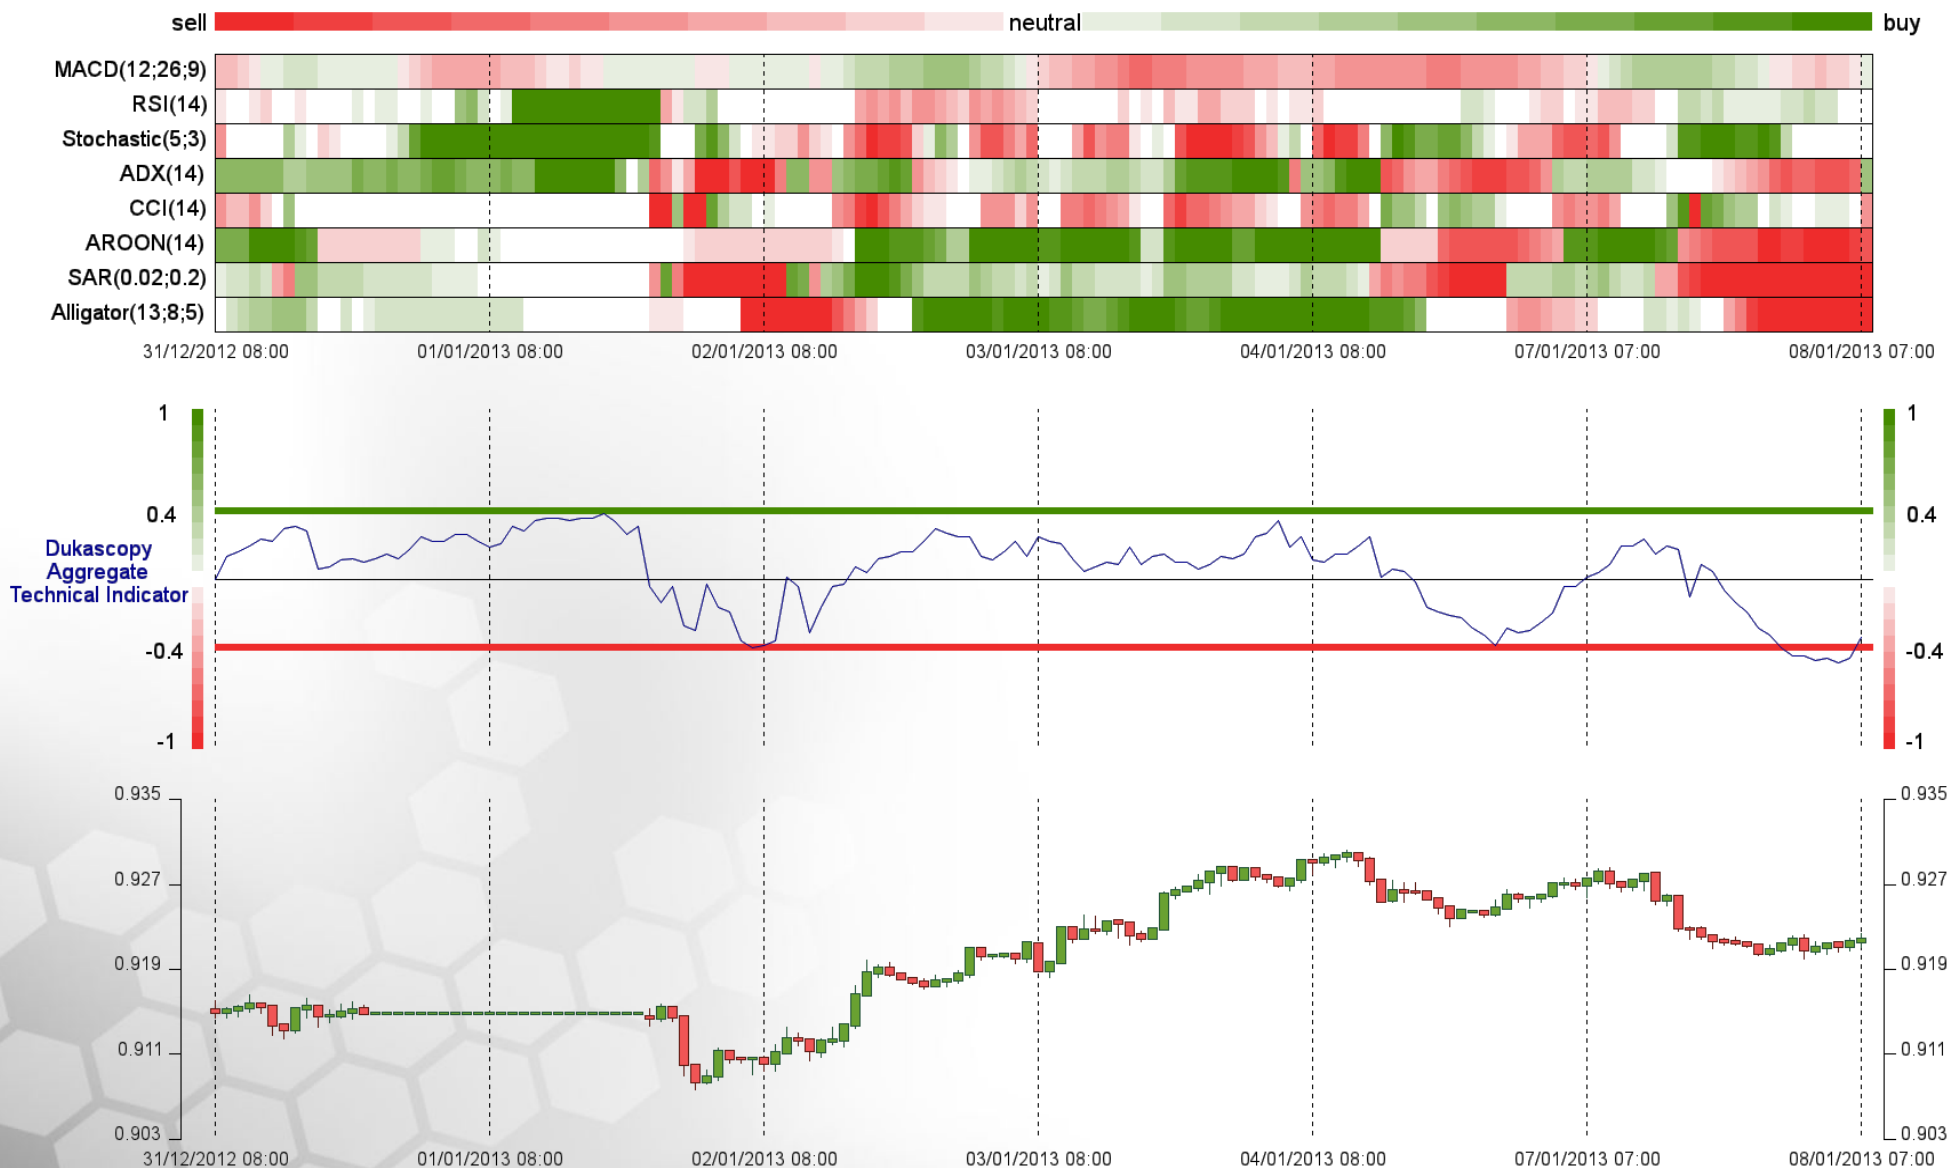 sell neutral buy
MACD(12;26;9)
RSI(14)
Stochastic(5;3)
ADX(14)
CCI(14)
AROON(14)
SAR(0.02;0.2)
Alligator(13;8;5)
31/12/2012 08:00 01/01/2013 08:00 02/01/2013 08:00 03/01/2013 08:00 04/01/2013 08:00 07/01/2013 07:00 08/01/2013 07:00
1 1
0.4 0.4
Dukascopy
Aggregate
Technical Indicator
-0.4 -0.4
-1 -1
0.935 0.935
0.927 0.927
0.919 0.919
0.911 0.911
0.903 0.903
31/12/2012 08:00 01/01/2013 08:00 02/01/2013 08:00 03/01/2013 08:00 04/01/2013 08:00 07/01/2013 07:00 08/01/2013 07:00